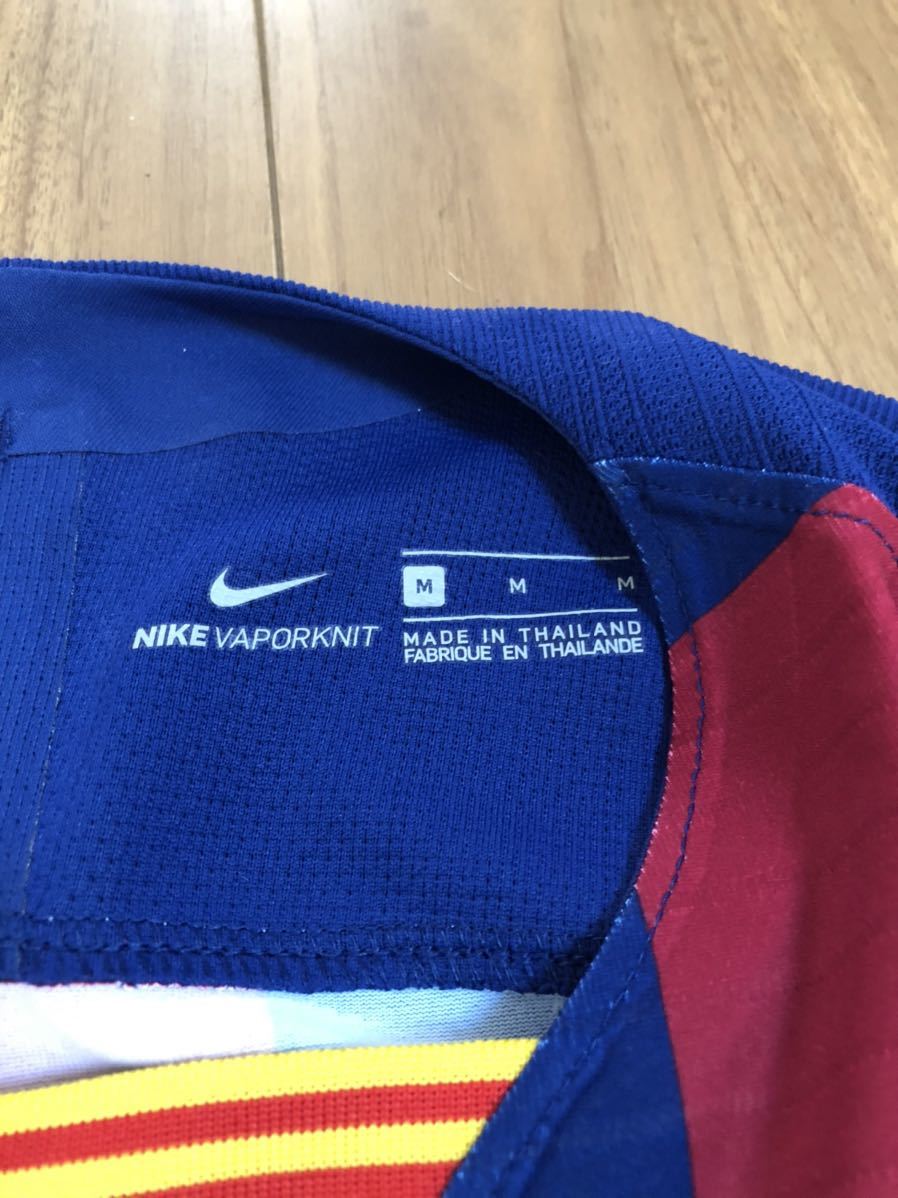 NIKE VAPORKNIT
M M M
MADE IN THAILAND
FABRIQUE EN THAILANDE